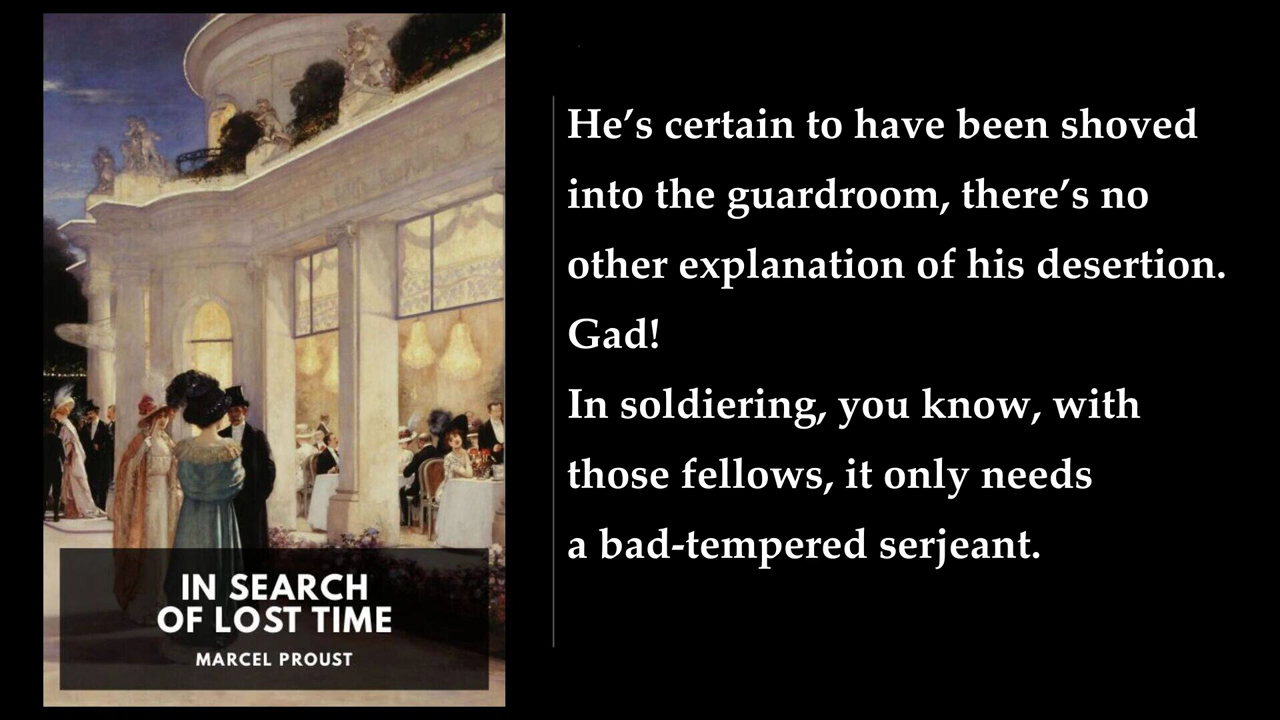 He’s certain to have been shoved
into the guardroom, there’s no
other explanation of his desertion.
Gad!
In soldiering, you know, with
those fellows, it only needs
a bad-tempered serjeant.
IN SEARCH
OF LOST TIME
MARCEL PROUST